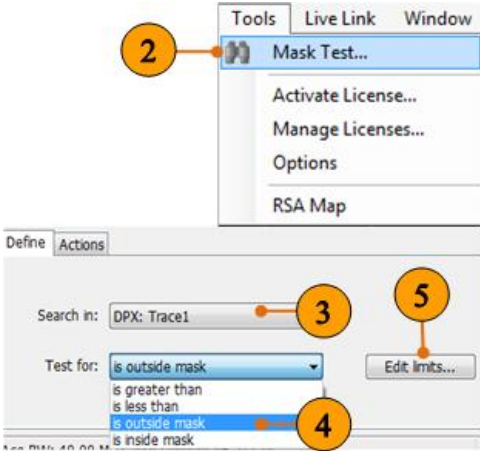 Tools Live Link Window
2
Mask Test...
Activate License...
Manage Licenses...
Options
RSA Map
Define Actions
5
Search in: DPX: Trace1 3
Test for: is outside mask Edit limits...
is greater than
is less than
is outside mask 4
is inside mask